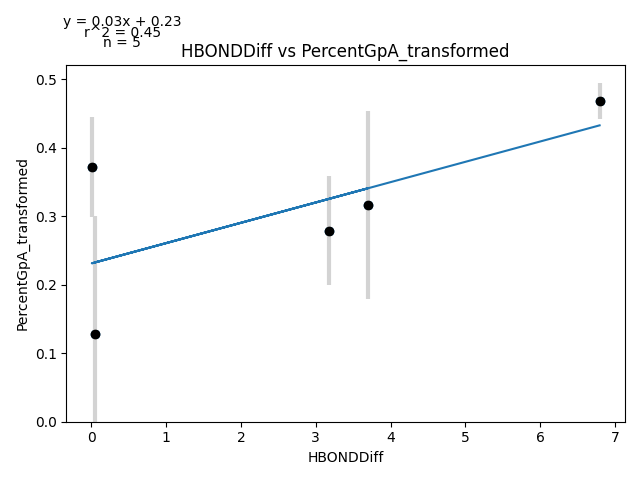 y = 0.03x + 0.23
r^2 = 0.45
n = 5
HBONDDiff vs PercentGpA_transformed
PercentGpA_transformed
0.5
0.4
0.3
0.2
0.1
0.0
0 1 2 3 4 5 6 7
HBONDDiff